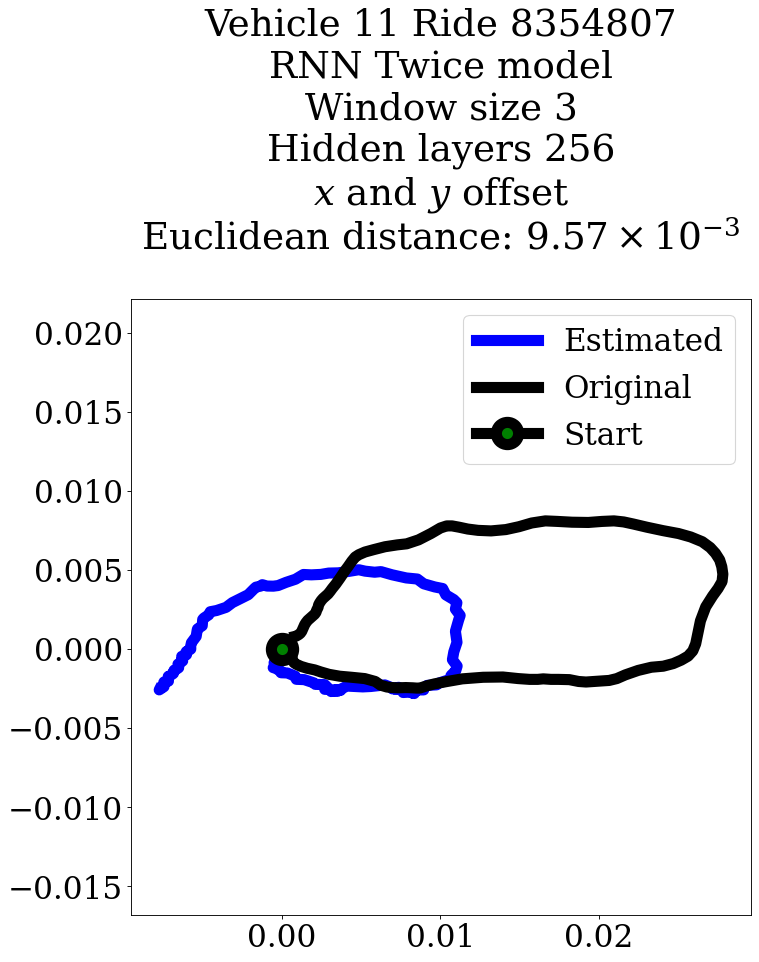 Vehicle 11 Ride 8354807
RNN Twice model
Window size 3
Hidden layers 256
x and y offset
Euclidean distance: 9.57 × 10⁻³
Estimated
Original
Start
0.020
0.015
0.010
0.005
0.000
−0.005
−0.010
−0.015
0.00 0.01 0.02